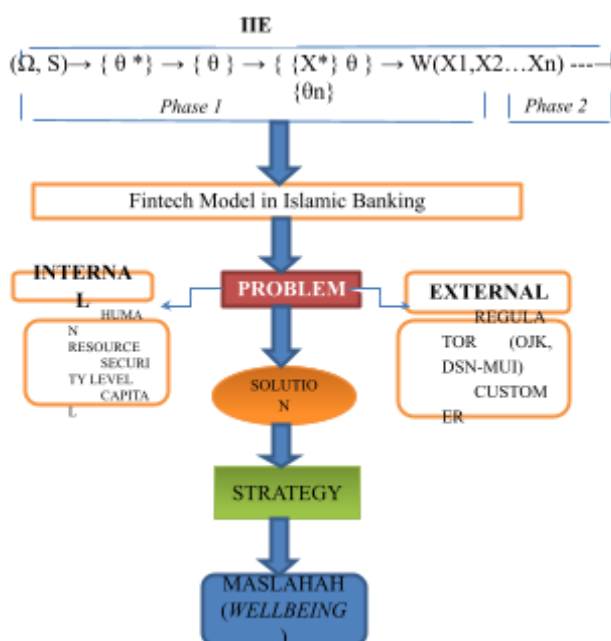 IIE
(Ω, S)→ { θ *} → { θ } → { {X*} θ } → W(X1,X2…Xn) ----
{θn}
Phase 1
Phase 2
Fintech Model in Islamic Banking
INTERNA
L
PROBLEM
EXTERNAL
HUMA
N
RESOURCE
SECURI
TY LEVEL
CAPITA
L
REGULA
TOR (OJK,
DSN-MUI)
CUSTOM
ER
SOLUTIO
N
STRATEGY
MASLAHAH
(WELLBEING
)